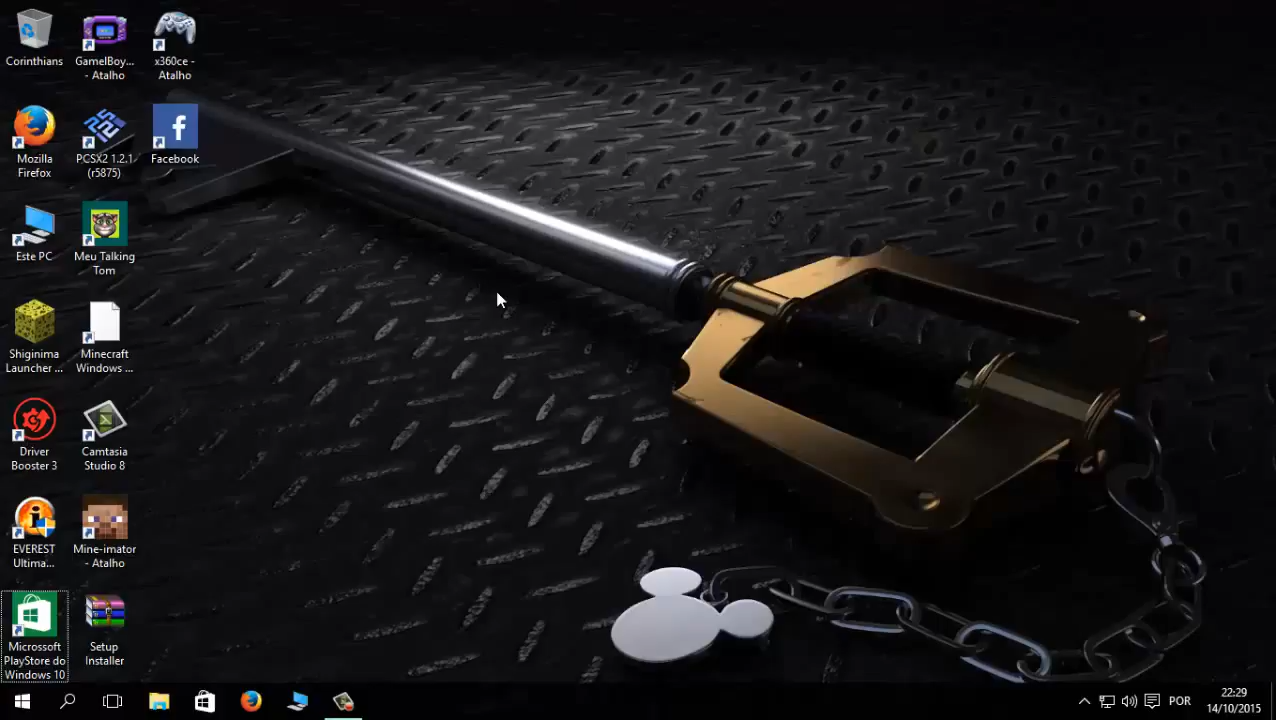 Corinthians
GamelBoy...
- Atalho
x360ce -
Atalho
Mozilla
Firefox
PCSX2 1.2.1
(r5875)
Facebook
Este PC
Meu Talking
Tom
Shiginima
Launcher ...
Minecraft
Windows ...
Driver
Booster 3
Camtasia
Studio 8
EVEREST
Ultima...
Mine-imator
- Atalho
Microsoft
PlayStore do
Windows 10
Setup
Installer
POR
22:29
14/10/2015